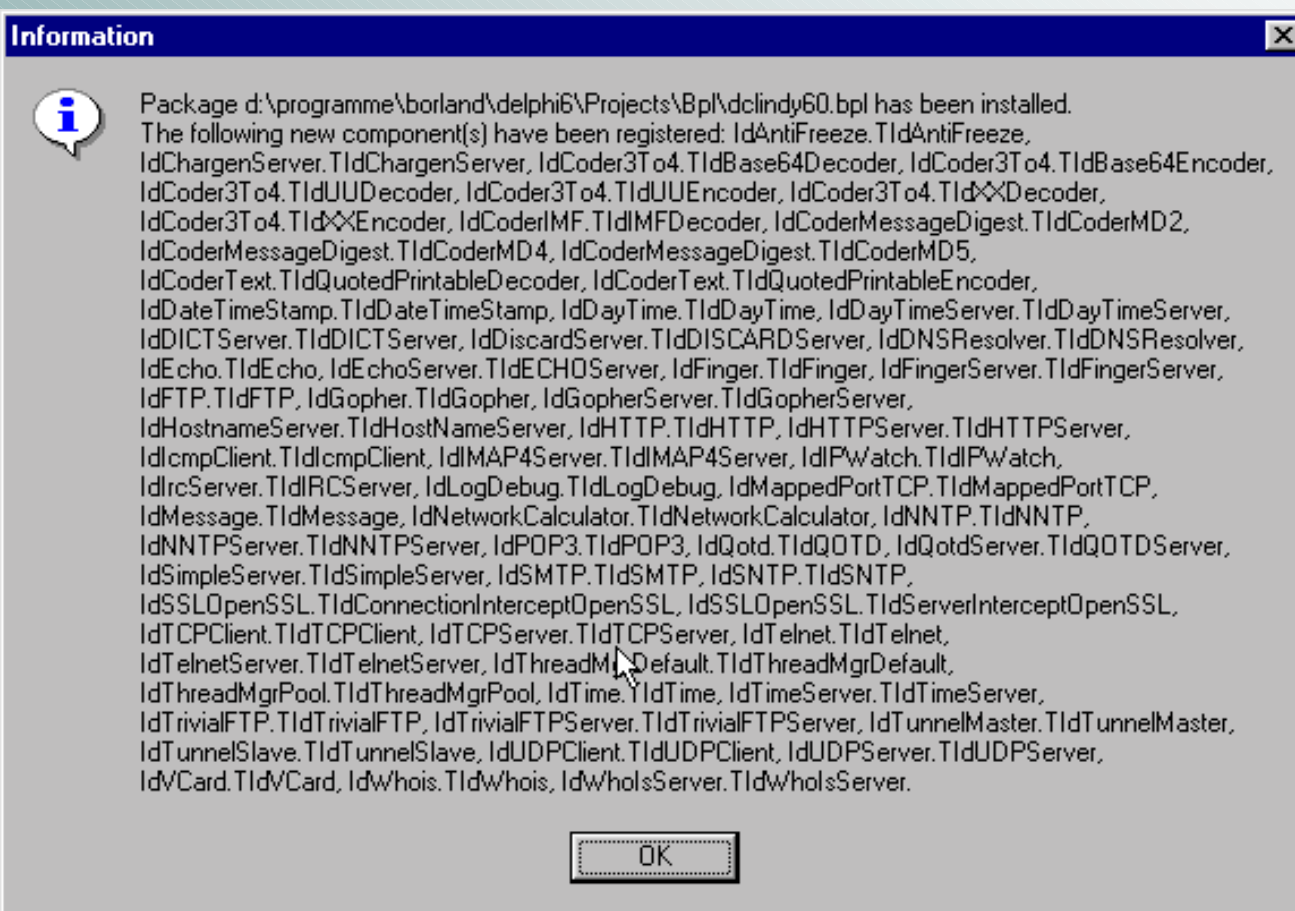 Information
Package d:\programme\borland\delphi6\Projects\Bpl\dclindy60.bpl has been installed.
The following new component(s) have been registered: IdAntiFreeze.TIdAntiFreeze,
IdChargenServer.TIdChargenServer, IdCoder3To4.TIdBase64Decoder, IdCoder3To4.TIdBase64Encoder,
IdCoder3To4.TIdUUDecoder, IdCoder3To4.TIdUUEncoder, IdCoder3To4.TIdXXDecoder,
IdCoder3To4.TIdXXEncoder, IdCoderIMF.TIdIMFDecoder, IdCoderMessageDigest.TIdCoderMD2,
IdCoderMessageDigest.TIdCoderMD4, IdCoderMessageDigest.TIdCoderMD5,
IdCoderText.TIdQuotedPrintableDecoder, IdCoderText.TIdQuotedPrintableEncoder,
IdDateTimeStamp.TIdDateTimeStamp, IdDayTime.TIdDayTime, IdDayTimeServer.TIdDayTimeServer,
IdDICTServer.TIdDICTServer, IdDiscardServer.TIdDISCARDServer, IdDNSResolver.TIdDNSResolver,
IdEcho.TIdEcho, IdEchoServer.TIdECHOServer, IdFinger.TIdFinger, IdFingerServer.TIdFingerServer,
IdFTP.TIdFTP, IdGopher.TIdGopher, IdGopherServer.TIdGopherServer,
IdHostnameServer.TIdHostNameServer, IdHTTP.TIdHTTP, IdHTTPServer.TIdHTTPServer,
IdIcmpClient.TIdIcmpClient, IdIMAP4Server.TIdIMAP4Server, IdIPWatch.TIdIPWatch,
IdIrcServer.TIdIRCServer, IdLogDebug.TIdLogDebug, IdMappedPortTCP.TIdMappedPortTCP,
IdMessage.TIdMessage, IdNetworkCalculator.TIdNetworkCalculator, IdNNTP.TIdNNTP,
IdNNTPServer.TIdNNTPServer, IdPOP3.TIdPOP3, IdQotd.TIdQOTD, IdQotdServer.TIdQOTDServer,
IdSimpleServer.TIdSimpleServer, IdSMTP.TIdSMTP, IdSNTP.TIdSNTP,
IdSSLOpenSSL.TIdConnectionInterceptOpenSSL, IdSSLOpenSSL.TIdServerInterceptOpenSSL,
IdTCPClient.TIdTCPClient, IdTCPServer.TIdTCPServer, IdTelnet.TIdTelnet,
IdTelnetServer.TIdTelnetServer, IdThreadMgrDefault.TIdThreadMgrDefault,
IdThreadMgrPool.TIdThreadMgrPool, IdTime.TIdTime, IdTimeServer.TIdTimeServer,
IdTrivialFTP.TIdTrivialFTP, IdTrivialFTPServer.TIdTrivialFTPServer, IdTunnelMaster.TIdTunnelMaster,
IdTunnelSlave.TIdTunnelSlave, IdUDPClient.TIdUDPClient, IdUDPServer.TIdUDPServer,
IdVCard.TIdVCard, IdWhois.TIdWhois, IdWhoIsServer.TIdWhoIsServer.
OK